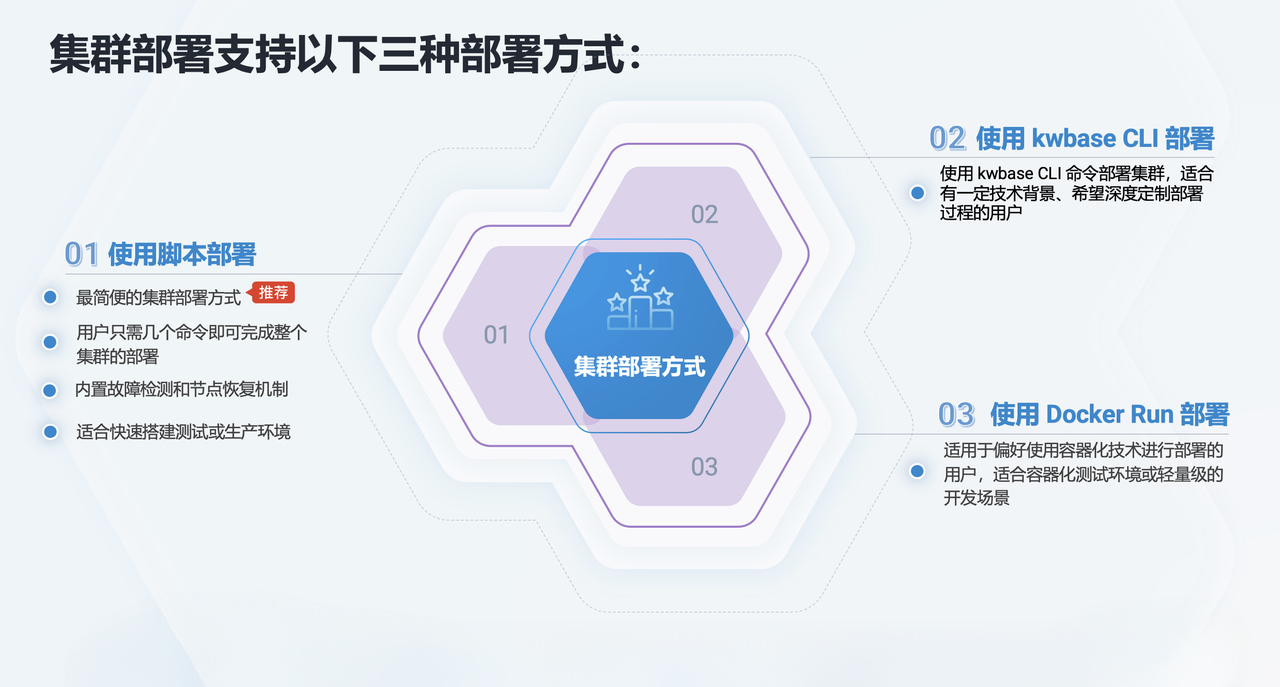 集群部署支持以下三种部署方式：
01 使用脚本部署
最简便的集群部署方式 推荐
用户只需几个命令即可完成整个
集群的部署
内置故障检测和节点恢复机制
适合快速搭建测试或生产环境
01
02
03
集群部署方式
02 使用 kwbase CLI 部署
使用 kwbase CLI 命令部署集群，适合
有一定技术背景、希望深度定制部署
过程的用户
03 使用 Docker Run 部署
适用于偏好使用容器化技术进行部署的
用户，适合容器化测试环境或轻量级的
开发场景